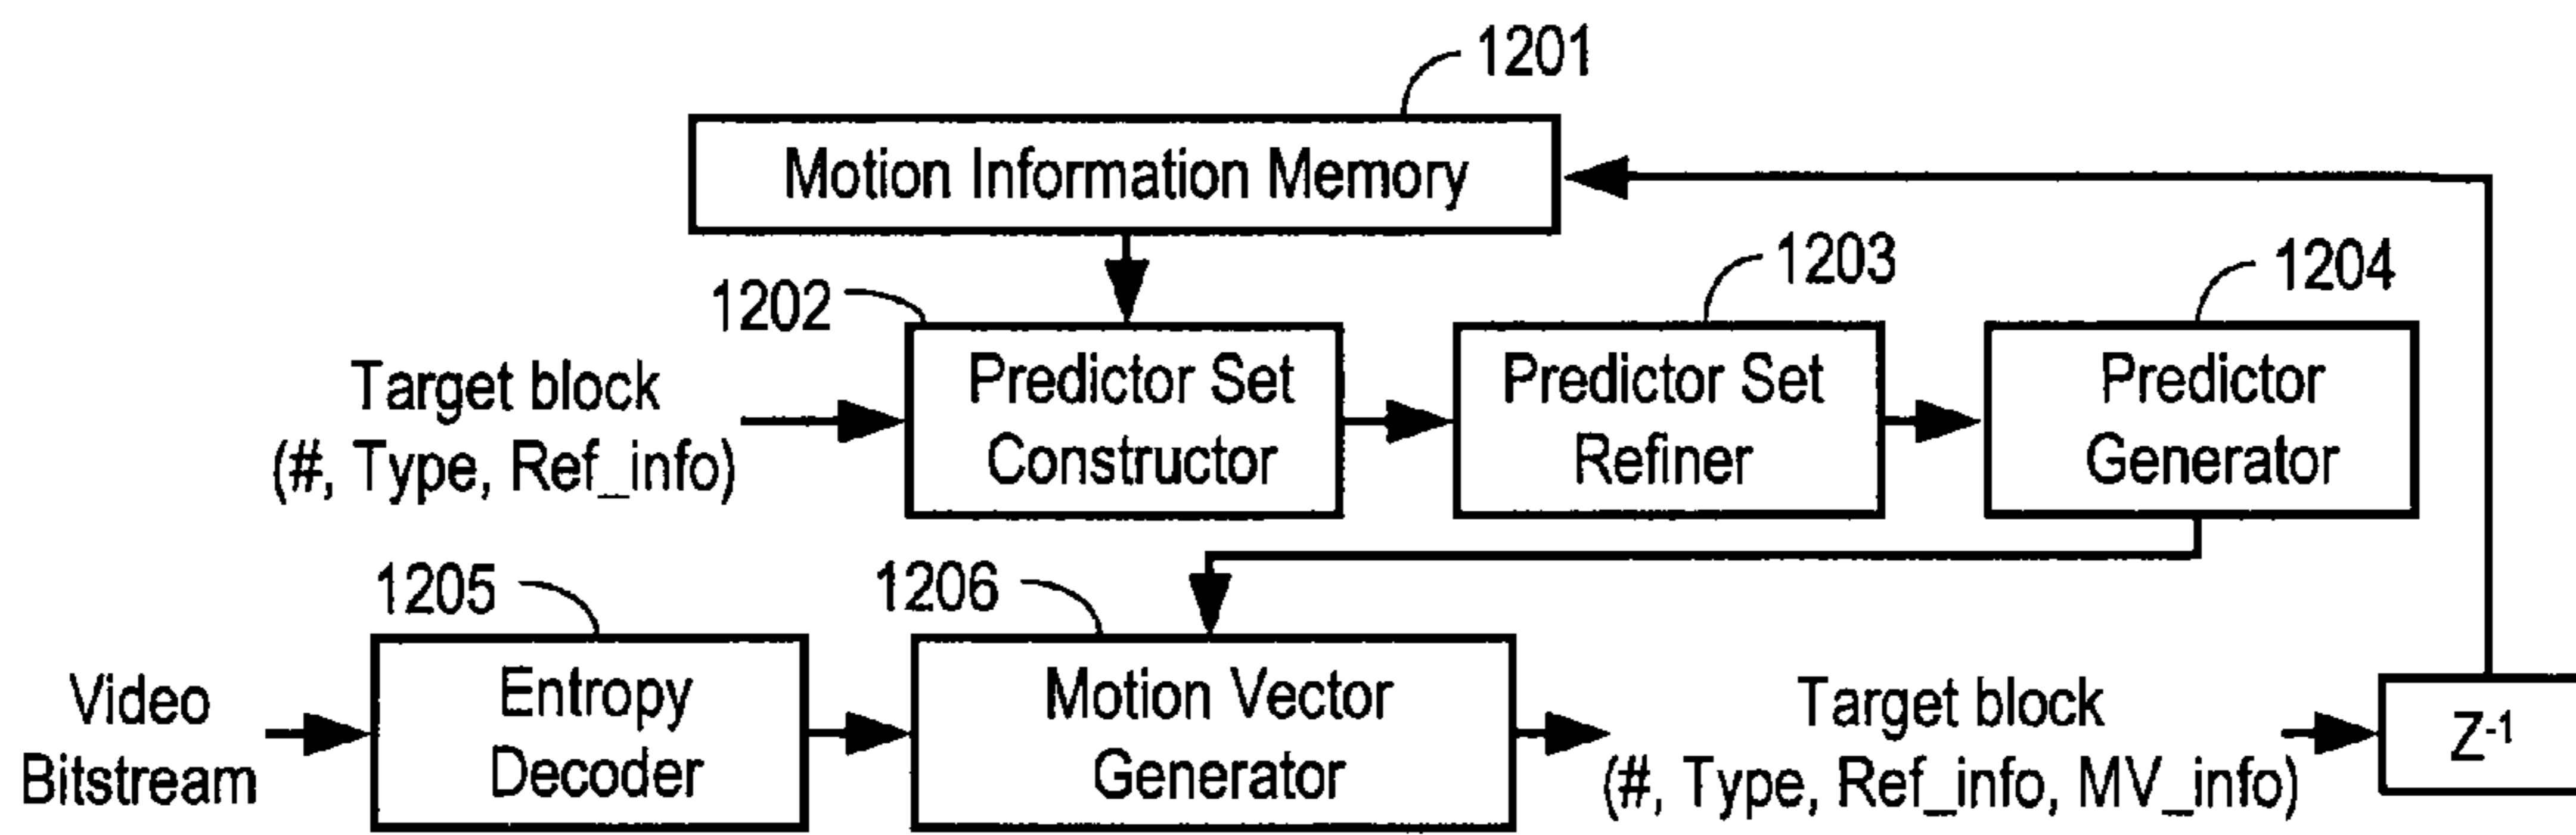 1201
Motion Information Memory
1202
1203
1204
Target block
(#, Type, Ref_info)
Predictor Set
Constructor
Predictor Set
Refiner
Predictor
Generator
1205
1206
Video
Bitstream
Entropy
Decoder
Motion Vector
Generator
Target block
(#, Type, Ref_info, MV_info)
Z⁻¹